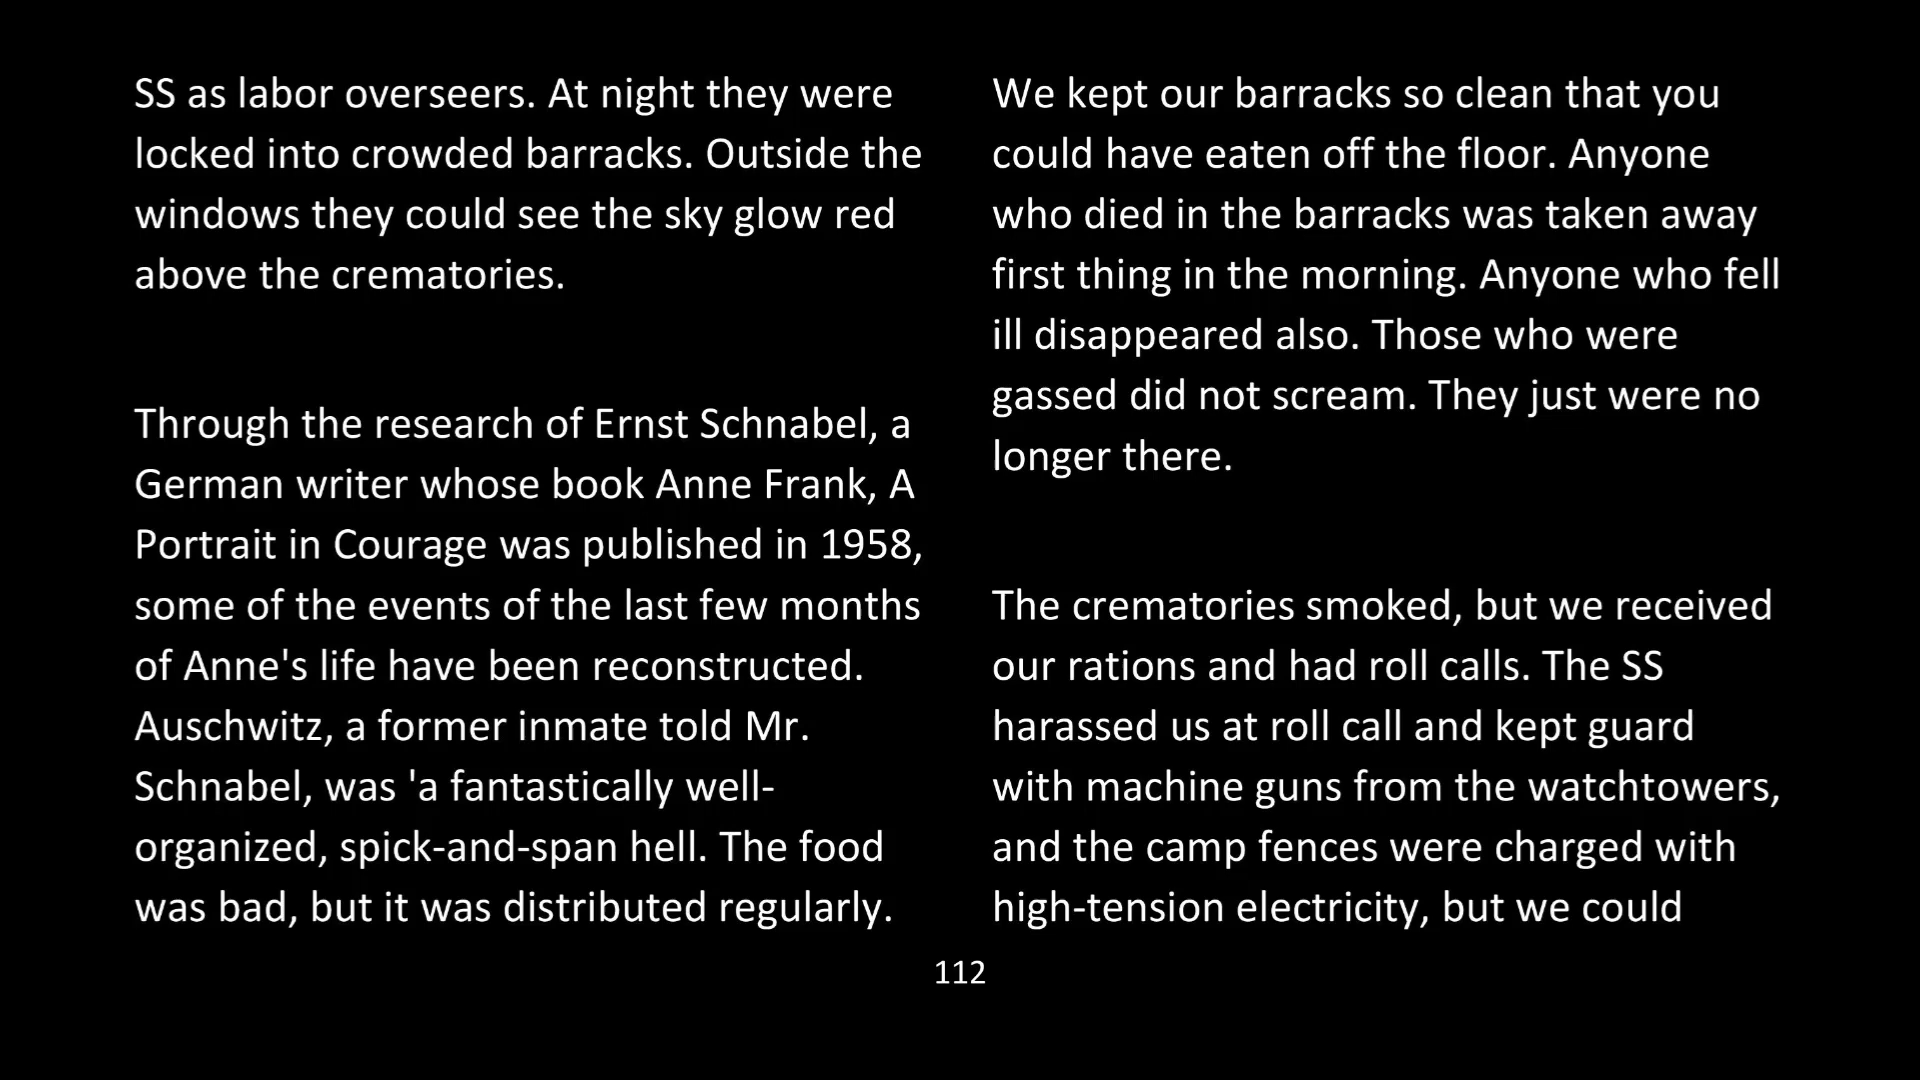 SS as labor overseers. At night they were
locked into crowded barracks. Outside the
windows they could see the sky glow red
above the crematories.
Through the research of Ernst Schnabel, a
German writer whose book Anne Frank, A
Portrait in Courage was published in 1958,
some of the events of the last few months
of Anne's life have been reconstructed.
Auschwitz, a former inmate told Mr.
Schnabel, was 'a fantastically well-
organized, spick-and-span hell. The food
was bad, but it was distributed regularly.
We kept our barracks so clean that you
could have eaten off the floor. Anyone
who died in the barracks was taken away
first thing in the morning. Anyone who fell
ill disappeared also. Those who were
gassed did not scream. They just were no
longer there.
The crematories smoked, but we received
our rations and had roll calls. The SS
harassed us at roll call and kept guard
with machine guns from the watchtowers,
and the camp fences were charged with
high-tension electricity, but we could
112